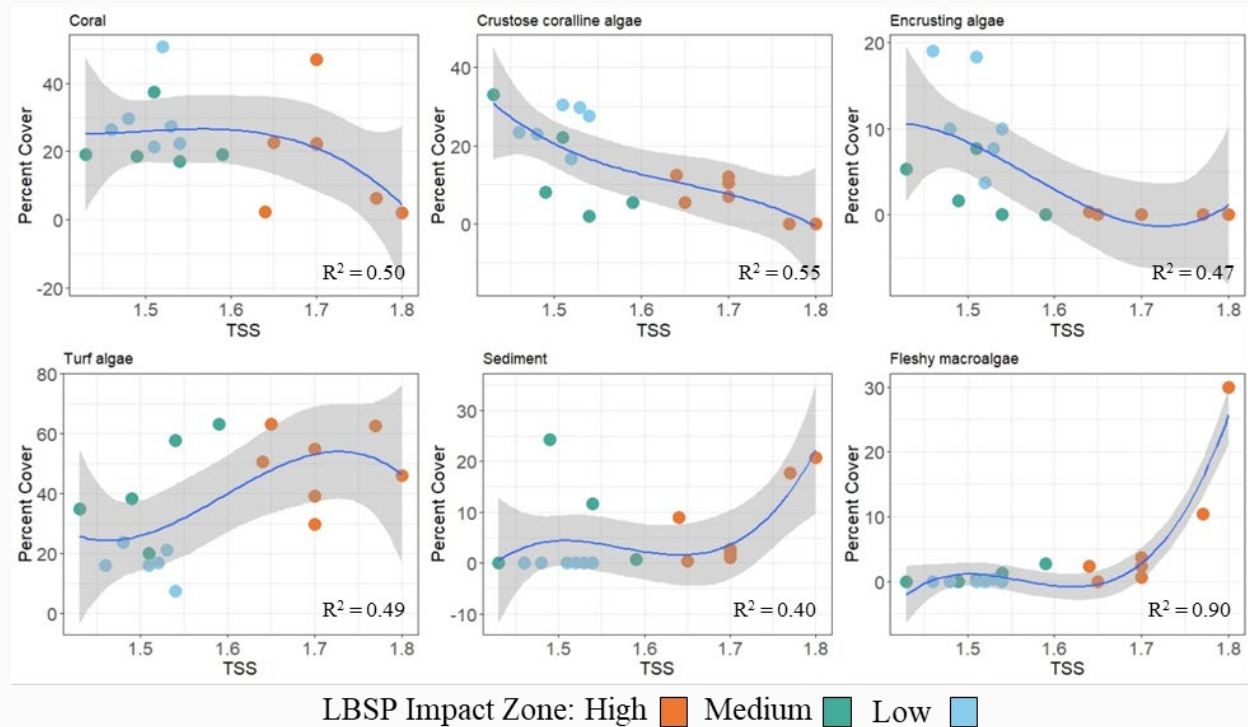 Coral
Percent Cover
40
20
0
-20
1.5 1.6 1.7 1.8
TSS
R² = 0.50
Crustose coralline algae
Percent Cover
40
20
0
1.5 1.6 1.7 1.8
TSS
R² = 0.55
Encrusting algae
Percent Cover
20
10
0
1.5 1.6 1.7 1.8
TSS
R² = 0.47
Turf algae
Percent Cover
80
60
40
20
0
1.5 1.6 1.7 1.8
TSS
R² = 0.49
Sediment
Percent Cover
30
20
10
0
-10
1.5 1.6 1.7 1.8
TSS
R² = 0.40
Fleshy macroalgae
Percent Cover
30
20
10
0
1.5 1.6 1.7 1.8
TSS
R² = 0.90
LBSP Impact Zone: High Medium Low